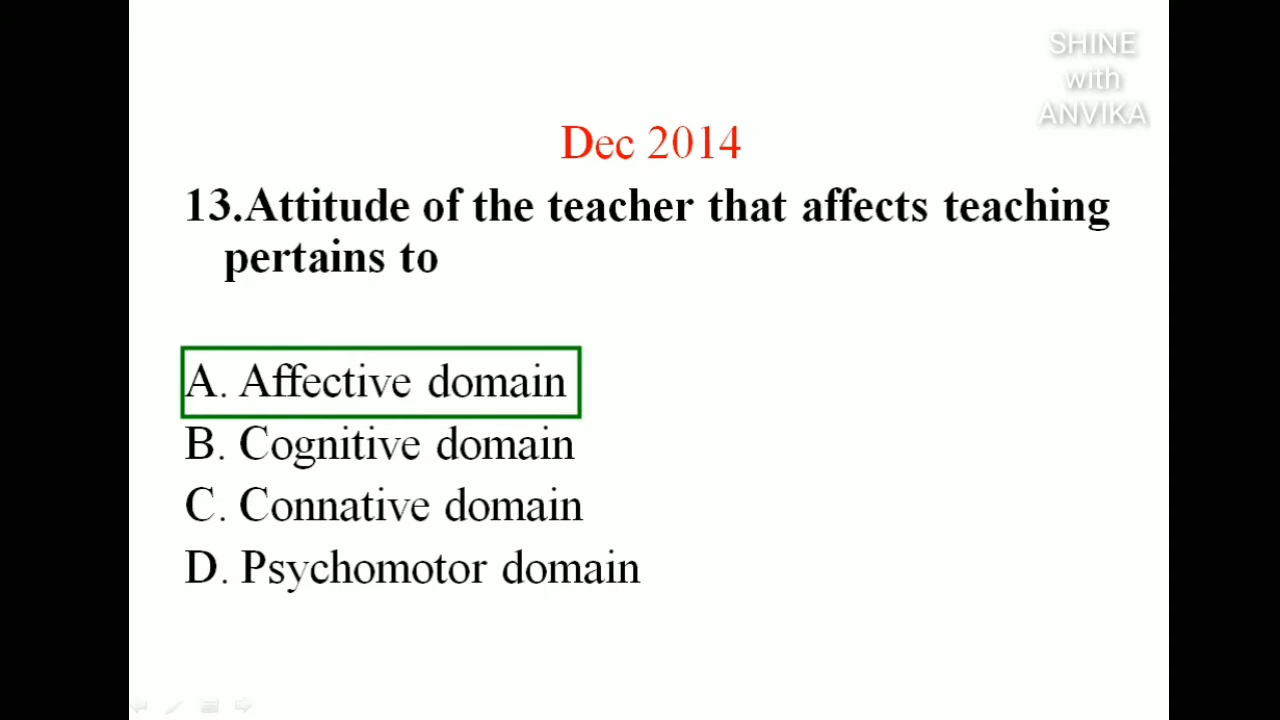 SHINE
with
ANVIKA
Dec 2014
13.Attitude of the teacher that affects teaching
pertains to
A. Affective domain
B. Cognitive domain
C. Connative domain
D. Psychomotor domain